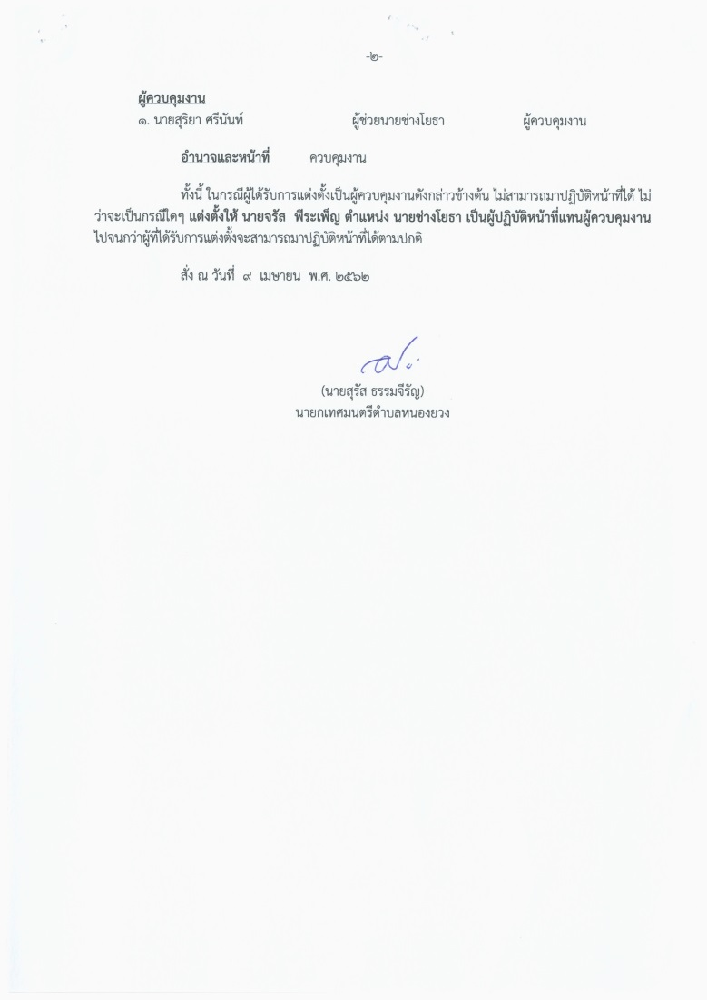 -๒-
ผู้ควบคุมงาน
๑. นายสุริยา ศรีนันท์ ผู้ช่วยนายช่างโยธา ผู้ควบคุมงาน
อำนาจและหน้าที่ ควบคุมงาน
ทั้งนี้ ในกรณีผู้ได้รับการแต่งตั้งเป็นผู้ควบคุมงานดังกล่าวข้างต้น ไม่สามารถมาปฏิบัติหน้าที่ได้ ไม่
ว่าจะเป็นกรณีใดๆ แต่งตั้งให้ นายจรัส พีระเพ็ญ ตำแหน่ง นายช่างโยธา เป็นผู้ปฏิบัติหน้าที่แทนผู้ควบคุมงาน
ไปจนกว่าผู้ที่ได้รับการแต่งตั้งจะสามารถมาปฏิบัติหน้าที่ได้ตามปกติ
สั่ง ณ วันที่ ๙ เมษายน พ.ศ. ๒๕๖๒
(นายสุรัส ธรรมจีรัญ)
นายกเทศมนตรีตำบลหนองยวง